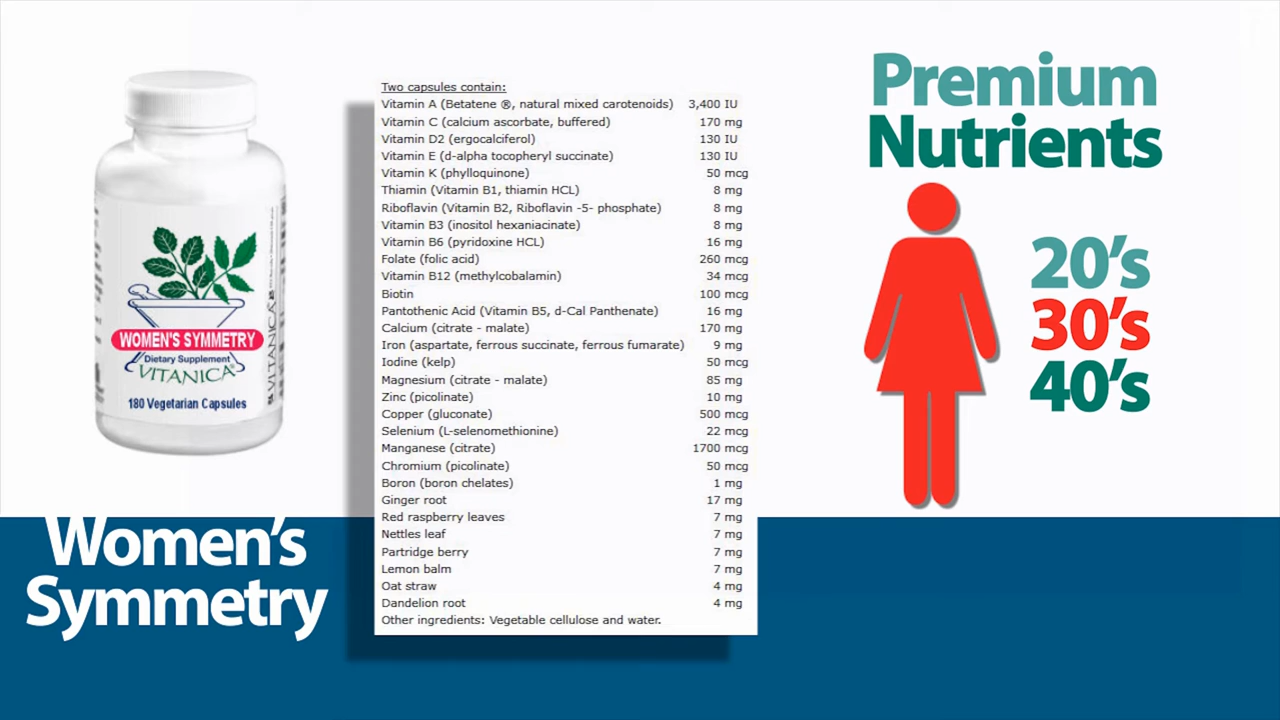 WOMEN'S SYMMETRY
Dietary Supplement
VITANICA®
180 Vegetarian Capsules
VITANICA®
Women's
Symmetry
Two capsules contain:
Vitamin A (Betatene ®, natural mixed carotenoids) 3,400 IU
Vitamin C (calcium ascorbate, buffered) 170 mg
Vitamin D2 (ergocalciferol) 130 IU
Vitamin E (d-alpha tocopheryl succinate) 130 IU
Vitamin K (phylloquinone) 50 mcg
Thiamin (Vitamin B1, thiamin HCL) 8 mg
Riboflavin (Vitamin B2, Riboflavin -5- phosphate) 8 mg
Vitamin B3 (inositol hexaniacinate) 8 mg
Vitamin B6 (pyridoxine HCL) 16 mg
Folate (folic acid) 260 mcg
Vitamin B12 (methylcobalamin) 34 mcg
Biotin 100 mcg
Pantothenic Acid (Vitamin B5, d-Cal Panthenate) 16 mg
Calcium (citrate - malate) 170 mg
Iron (aspartate, ferrous succinate, ferrous fumarate) 9 mg
Iodine (kelp) 50 mcg
Magnesium (citrate - malate) 85 mg
Zinc (picolinate) 10 mg
Copper (gluconate) 500 mcg
Selenium (L-selenomethionine) 22 mcg
Manganese (citrate) 1700 mcg
Chromium (picolinate) 50 mcg
Boron (boron chelates) 1 mg
Ginger root 17 mg
Red raspberry leaves 7 mg
Nettles leaf 7 mg
Partridge berry 7 mg
Lemon balm 7 mg
Oat straw 4 mg
Dandelion root 4 mg
Other ingredients: Vegetable cellulose and water.
Premium
Nutrients
20's
30's
40's